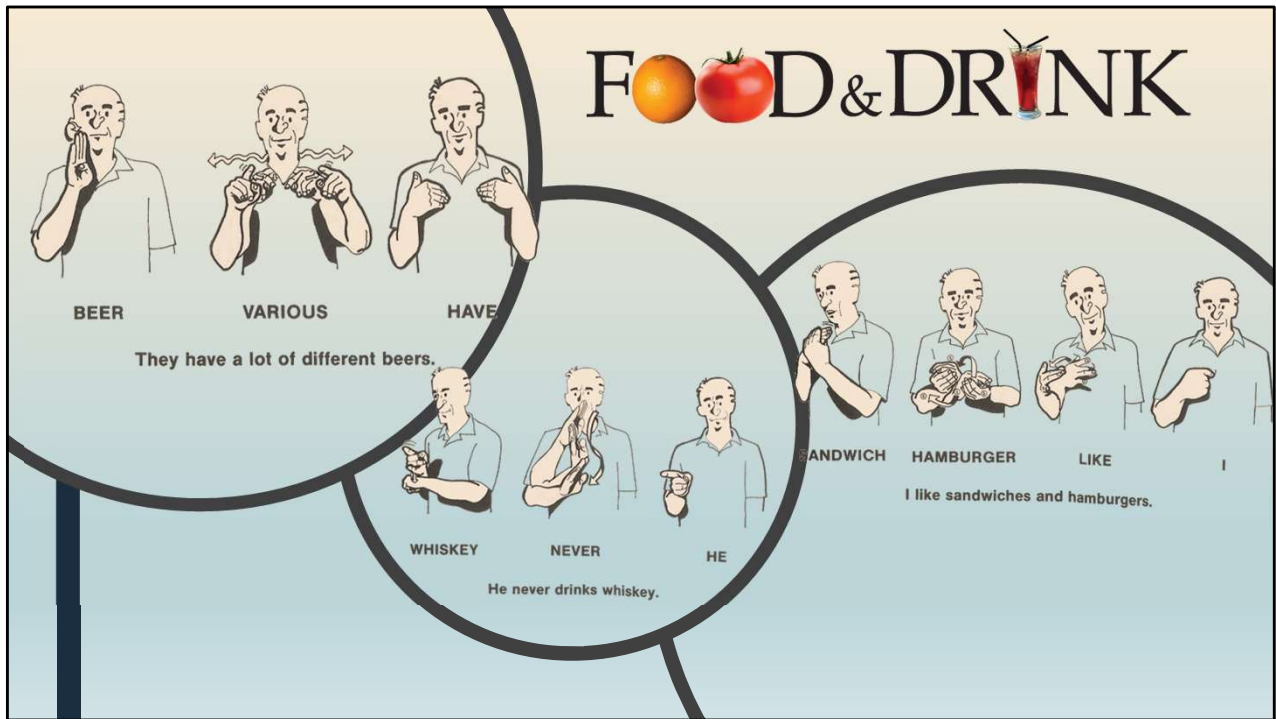 FOOD & DRINK
BEER VARIOUS HAVE
They have a lot of different beers.
WHISKEY NEVER HE
He never drinks whiskey.
SANDWICH HAMBURGER LIKE I
I like sandwiches and hamburgers.